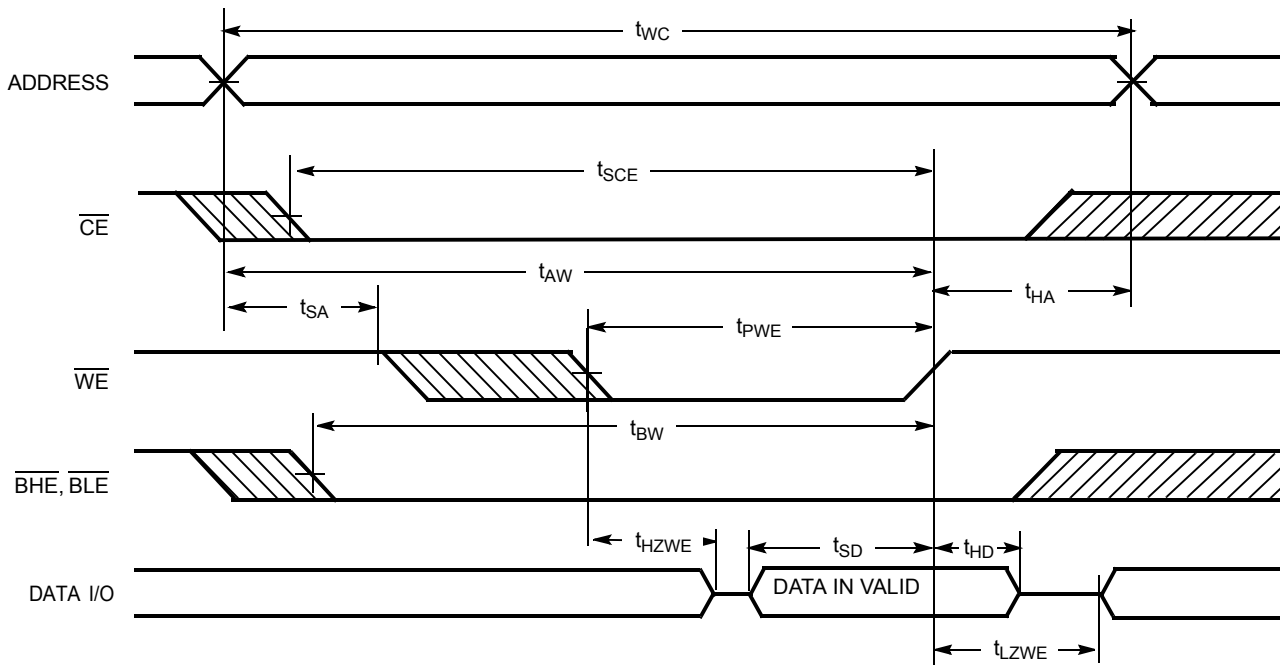 tWC
ADDRESS
tSCE
CE
tAW
tSA
tHA
tPWE
WE
tBW
BHE, BLE
tHZWE
tSD
tHD
DATA I/O
DATA IN VALID
tLZWE